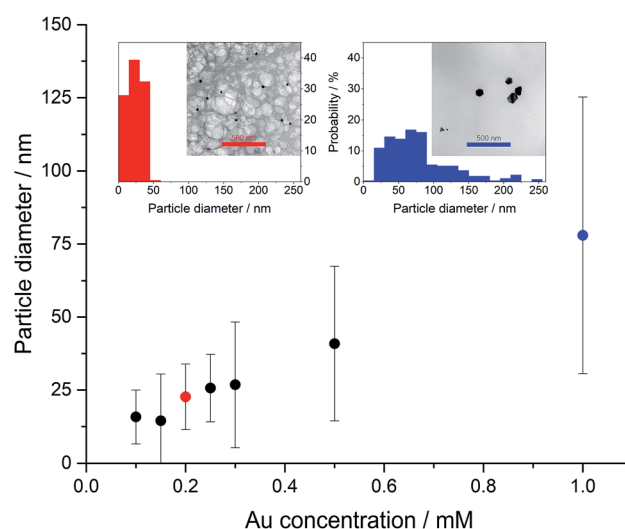 150
125
100
75
50
25
0
Particle diameter / nm
0.0 0.2 0.4 0.6 0.8 1.0
Au concentration / mM
40
30
20
10
0
0 50 100 150 200 250
Particle diameter / nm
500 nm
Probability / %
40
30
20
10
0
0 50 100 150 200 250
Particle diameter / nm
500 nm